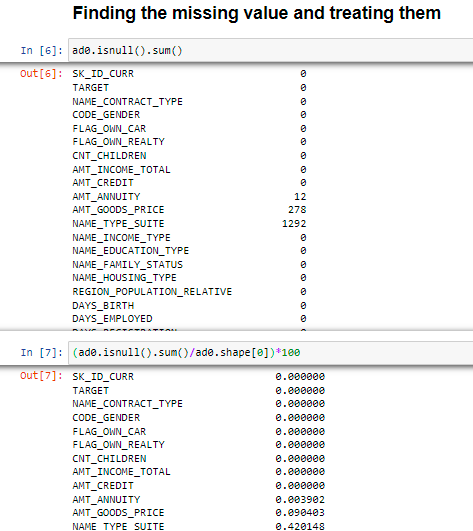 Finding the missing value and treating them
In [6]: ad0.isnull().sum()
Out[6]: SK_ID_CURR 0
TARGET 0
NAME_CONTRACT_TYPE 0
CODE_GENDER 0
FLAG_OWN_CAR 0
FLAG_OWN_REALTY 0
CNT_CHILDREN 0
AMT_INCOME_TOTAL 0
AMT_CREDIT 0
AMT_ANNUITY 12
AMT_GOODS_PRICE 278
NAME_TYPE_SUITE 1292
NAME_INCOME_TYPE 0
NAME_EDUCATION_TYPE 0
NAME_FAMILY_STATUS 0
NAME_HOUSING_TYPE 0
REGION_POPULATION_RELATIVE 0
DAYS_BIRTH 0
DAYS_EMPLOYED 0
In [7]: (ad0.isnull().sum()/ad0.shape[0])*100
Out[7]: SK_ID_CURR 0.000000
TARGET 0.000000
NAME_CONTRACT_TYPE 0.000000
CODE_GENDER 0.000000
FLAG_OWN_CAR 0.000000
FLAG_OWN_REALTY 0.000000
CNT_CHILDREN 0.000000
AMT_INCOME_TOTAL 0.000000
AMT_CREDIT 0.000000
AMT_ANNUITY 0.003902
AMT_GOODS_PRICE 0.090403
NAME_TYPE_SUITE 0.420148